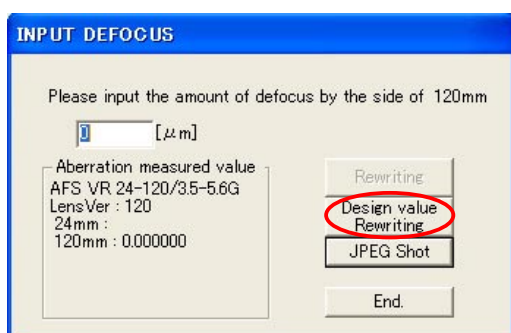 INPUT DEFOCUS
Please input the amount of defocus by the side of 120mm
0 [μm]
Aberration measured value
AFS VR 24-120/3.5-5.6G
LensVer : 120
24mm :
120mm : 0.000000
Rewriting
Design value
Rewriting
JPEG Shot
End.